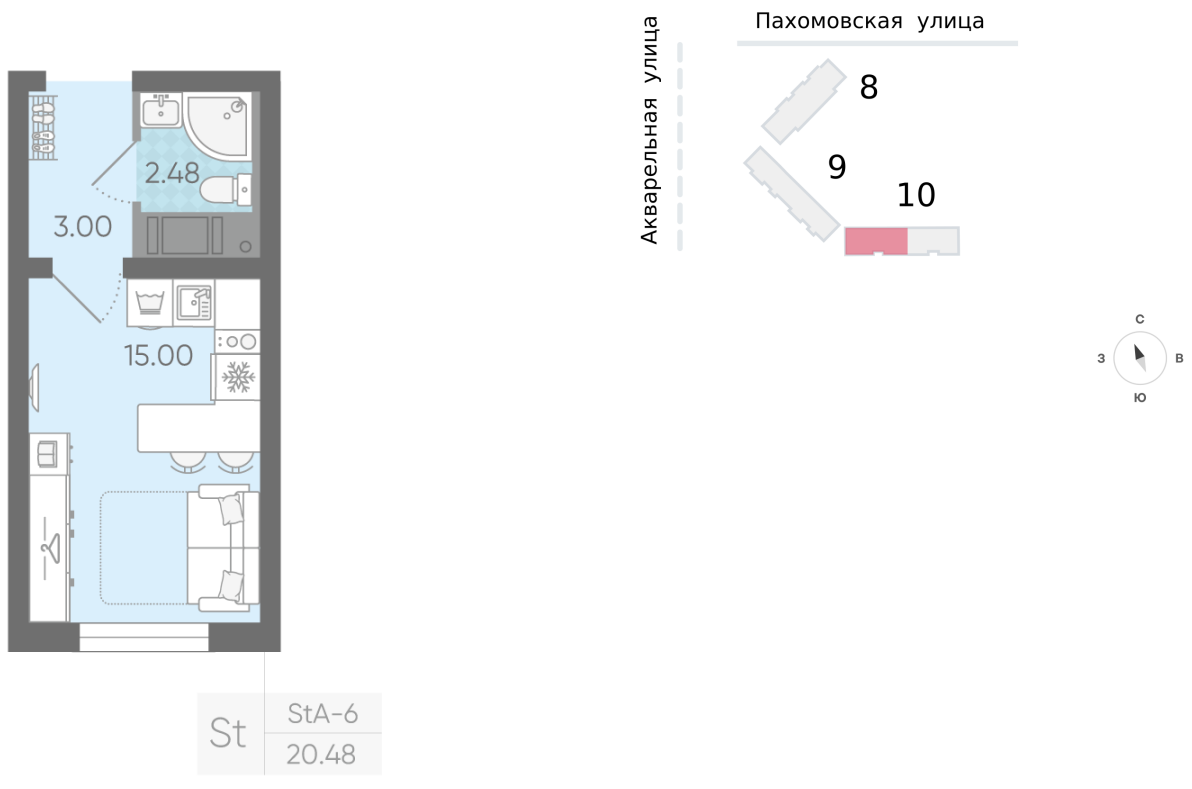 Пахомовская улица
Акварельная улица
8
9
10
2.48
3.00
15.00
С
З
В
Ю
St
StA-6
20.48